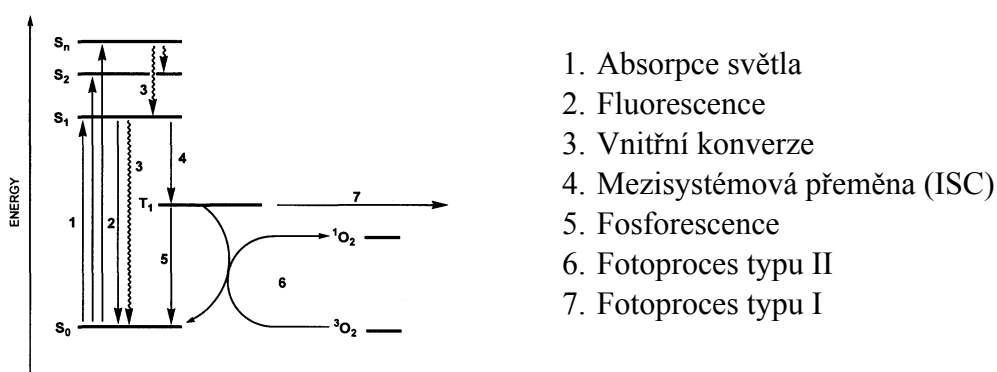 ENERGY
Sₙ
S₂
3
S₁
1
2
3
4
T₁
7
5
¹O₂
6
S₀
³O₂
1. Absorpce světla
2. Fluorescence
3. Vnitřní konverze
4. Mezisystémová přeměna (ISC)
5. Fosforescence
6. Fotoproces typu II
7. Fotoproces typu I